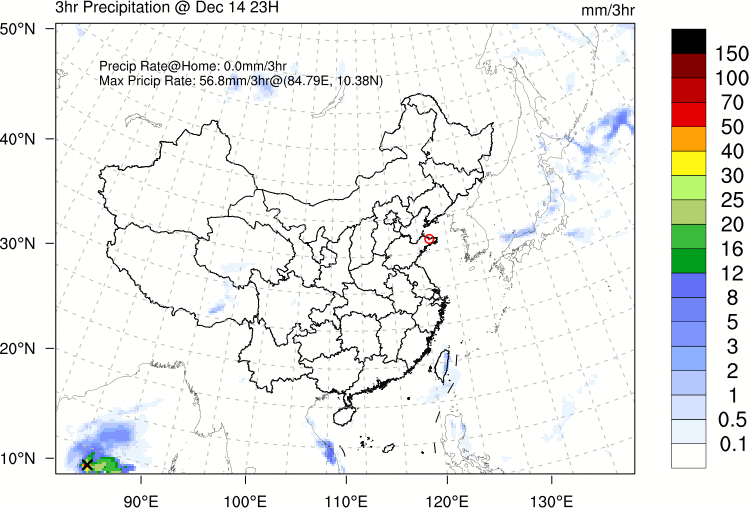 3hr Precipitation @ Dec 14 23H
mm/3hr
Precip Rate@Home: 0.0mm/3hr
Max Pricip Rate: 56.8mm/3hr@(84.79E, 10.38N)
50°N
40°N
30°N
20°N
10°N
90°E
100°E
110°E
120°E
130°E
150
100
70
50
40
30
25
20
16
12
8
5
3
2
1
0.5
0.1